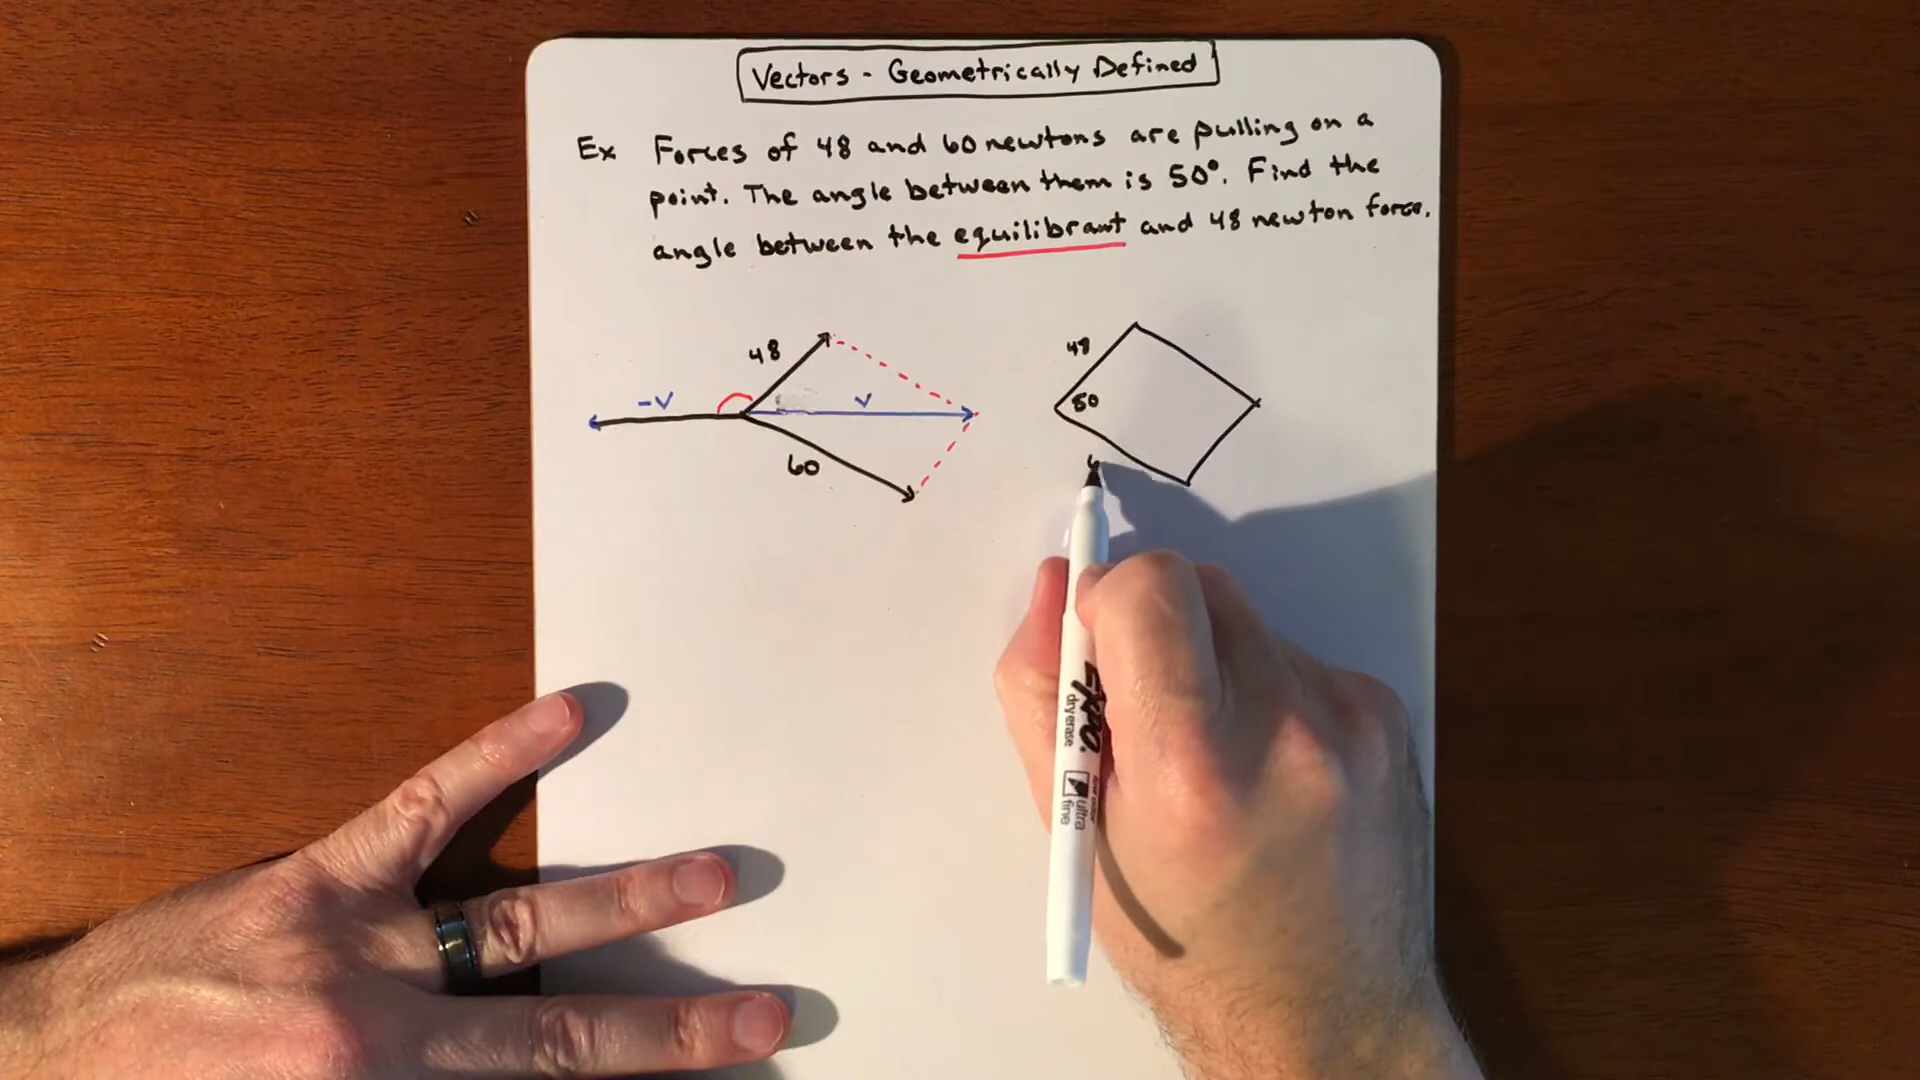 Vectors - Geometrically Defined
Ex Forces of 48 and 60 newtons are pulling on a
point. The angle between them is 50°. Find the
angle between the equilibrant and 48 newton force.
48
-V
V
60
48
50
6
EXPO.
dry erase
ultra
fine